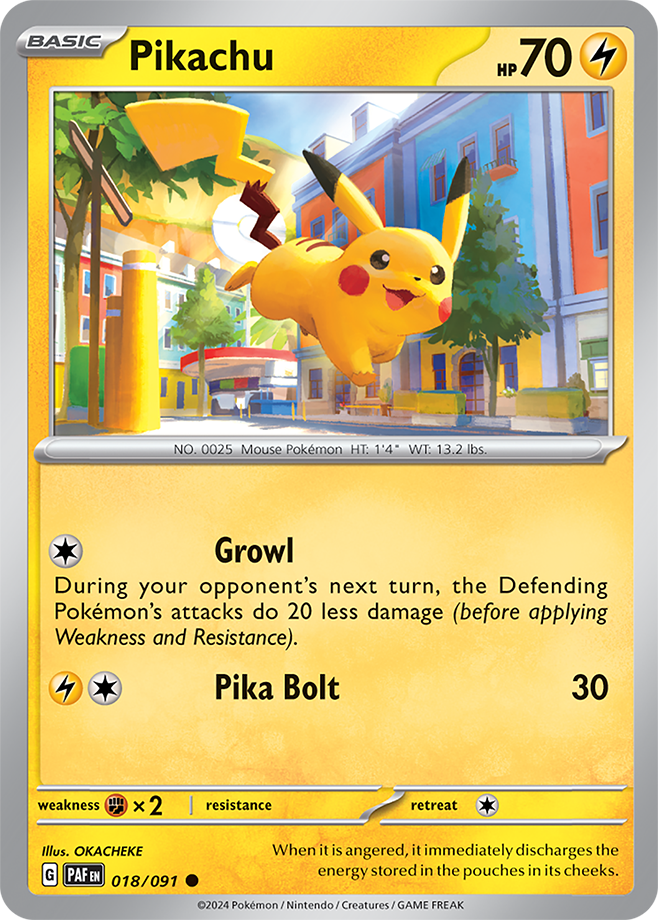 BASIC Pikachu HP 70
NO. 0025 Mouse Pokémon HT: 1'4" WT: 13.2 lbs.
Growl
During your opponent's next turn, the Defending
Pokémon's attacks do 20 less damage (before applying
Weakness and Resistance).
Pika Bolt 30
weakness ×2 resistance retreat
Illus. OKACHEKE
When it is angered, it immediately discharges the
energy stored in the pouches in its cheeks.
G PAF EN 018/091
©2024 Pokémon / Nintendo / Creatures / GAME FREAK